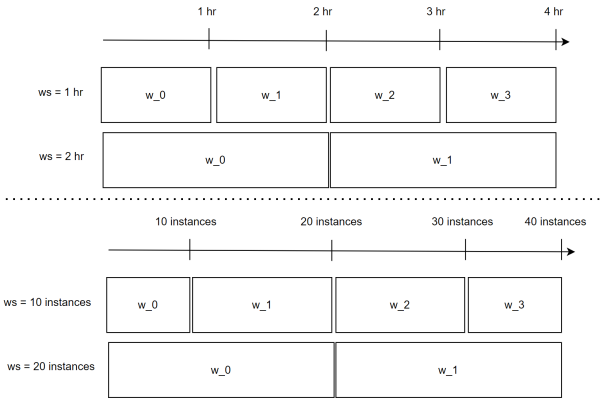 1 hr 2 hr 3 hr 4 hr
ws = 1 hr w_0 w_1 w_2 w_3
ws = 2 hr w_0 w_1
10 instances 20 instances 30 instances 40 instances
ws = 10 instances w_0 w_1 w_2 w_3
ws = 20 instances w_0 w_1